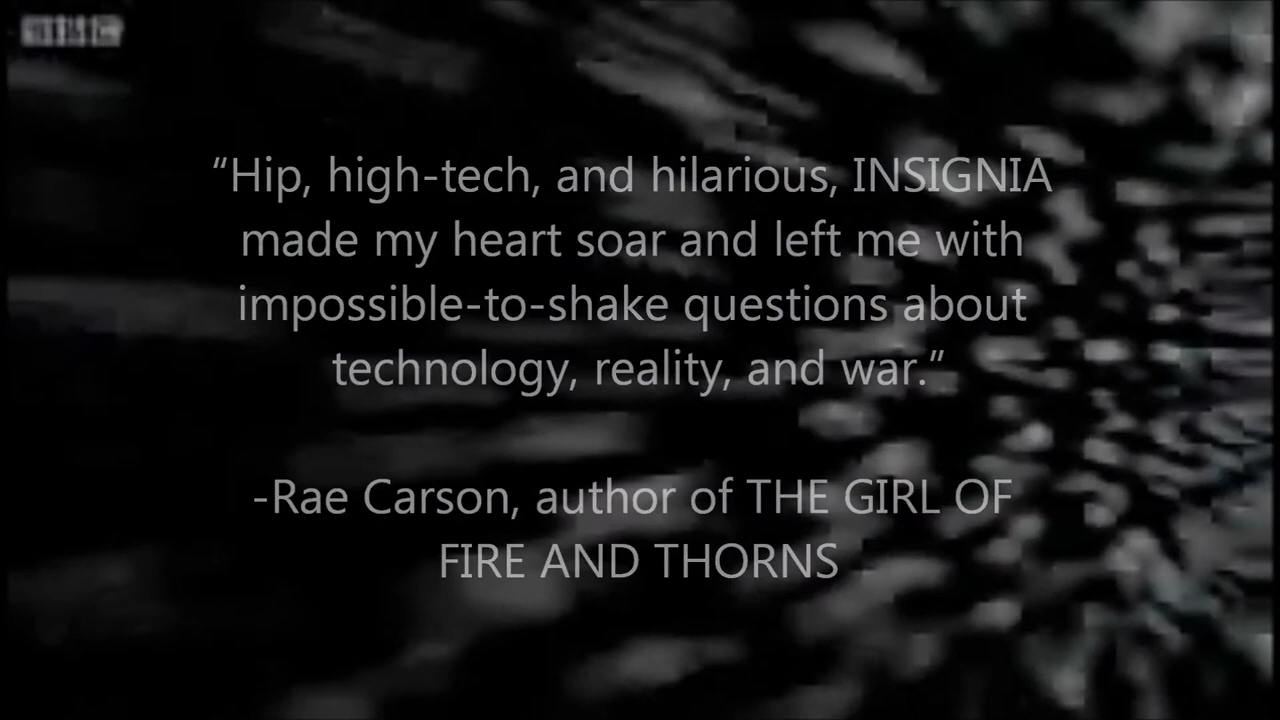 “Hip, high-tech, and hilarious, INSIGNIA
made my heart soar and left me with
impossible-to-shake questions about
technology, reality, and war.”
-Rae Carson, author of THE GIRL OF
FIRE AND THORNS